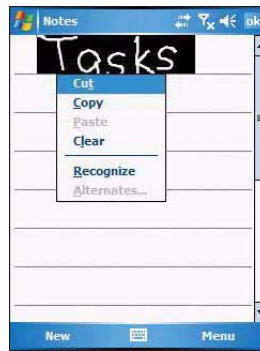 Notes ok
Tasks
Cut
Copy
Paste
Clear
Recognize
Alternates...
New Menu